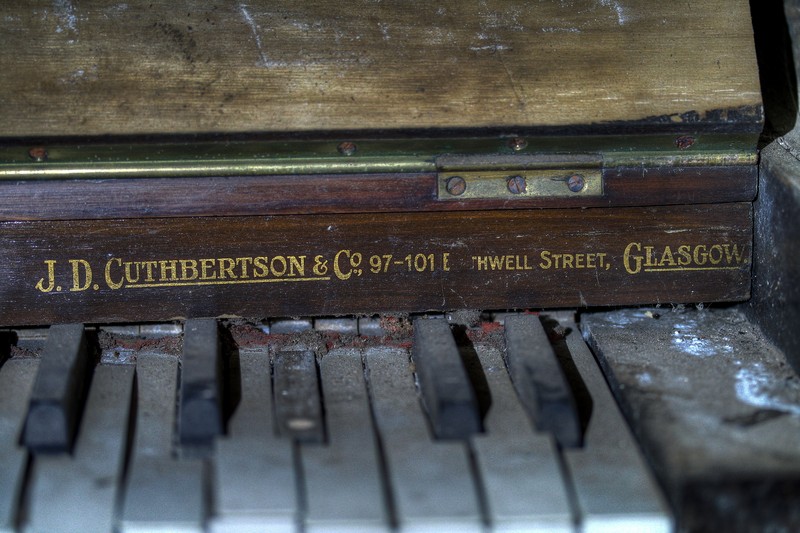 J. D. CUTHBERTSON & Co, 97-101 STREET, GLASGOW.